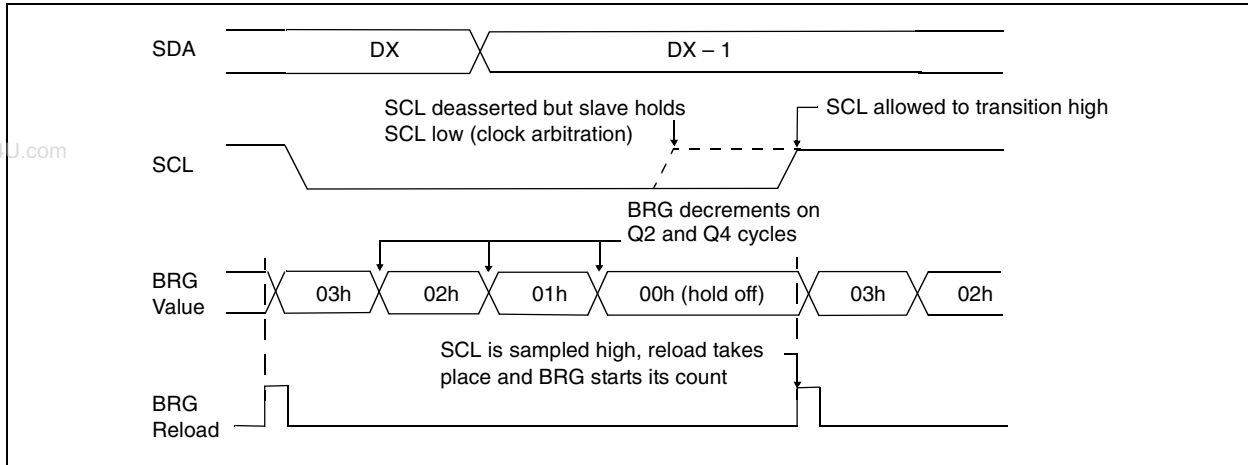 SDA
DX
DX – 1
SCL deasserted but slave holds
SCL low (clock arbitration)
SCL allowed to transition high
4U.com
SCL
BRG decrements on
Q2 and Q4 cycles
BRG
Value
03h
02h
01h
00h (hold off)
03h
02h
SCL is sampled high, reload takes
place and BRG starts its count
BRG
Reload